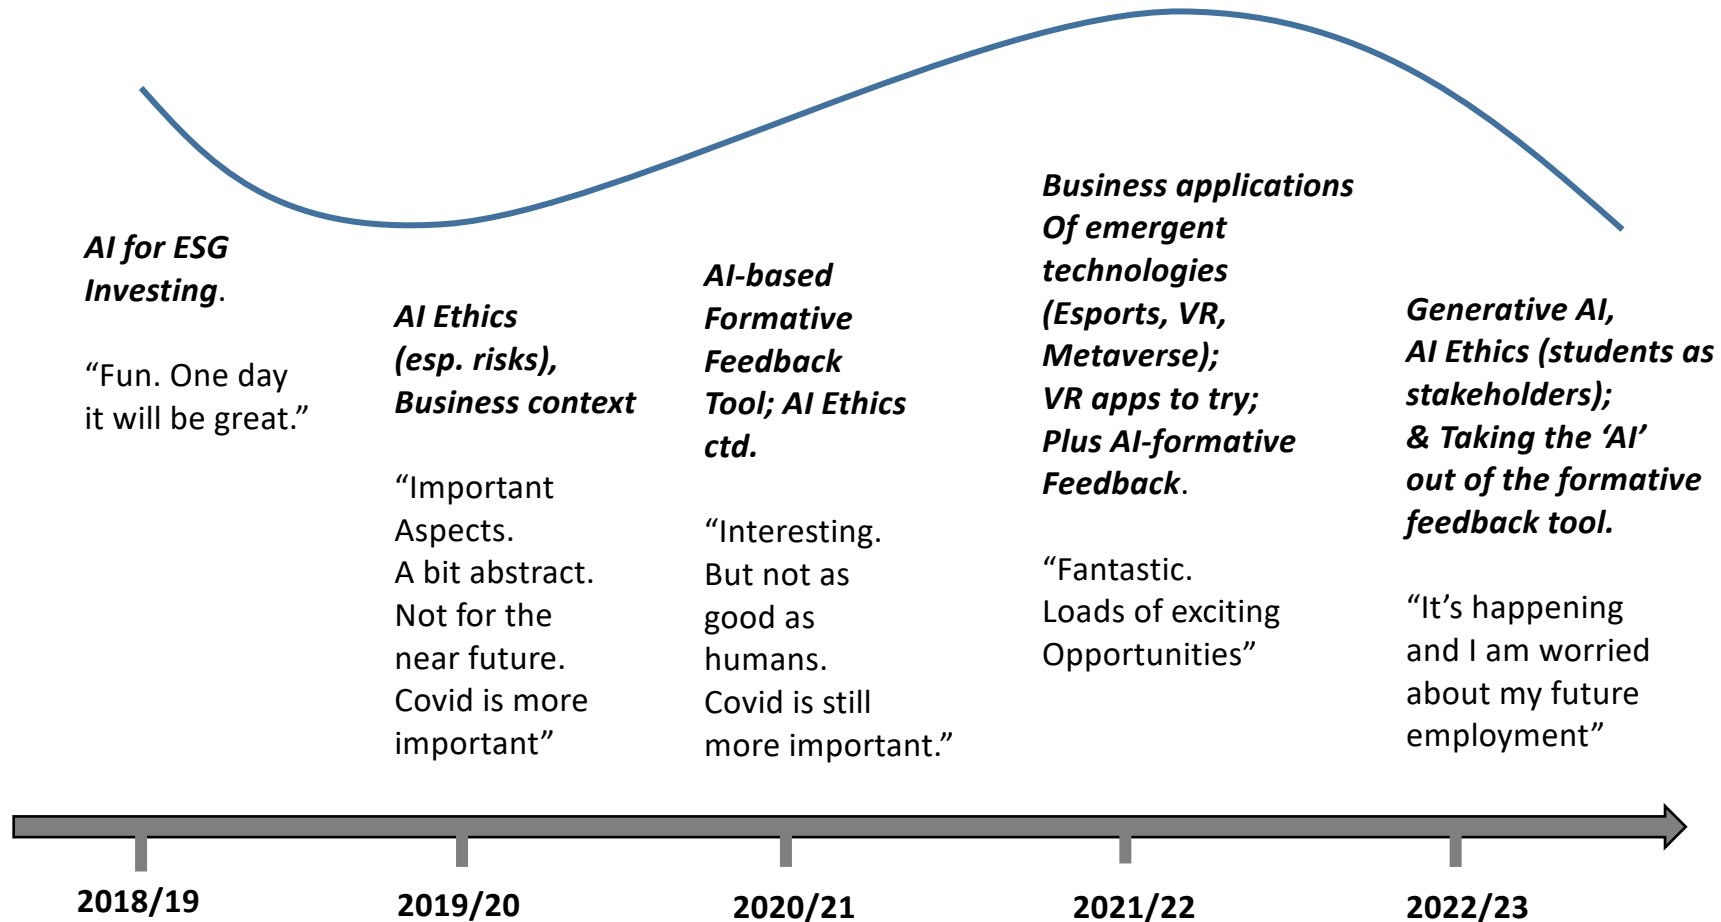 AI for ESG
Investing.
“Fun. One day
it will be great.”
AI Ethics
(esp. risks),
Business context
“Important
Aspects.
A bit abstract.
Not for the
near future.
Covid is more
important”
AI-based
Formative
Feedback
Tool; AI Ethics
ctd.
“Interesting.
But not as
good as
humans.
Covid is still
more important.”
Business applications
Of emergent
technologies
(Esports, VR,
Metaverse);
VR apps to try;
Plus AI-formative
Feedback.
“Fantastic.
Loads of exciting
Opportunities”
Generative AI,
AI Ethics (students as
stakeholders);
& Taking the ‘AI’
out of the formative
feedback tool.
“It’s happening
and I am worried
about my future
employment”
2018/19
2019/20
2020/21
2021/22
2022/23